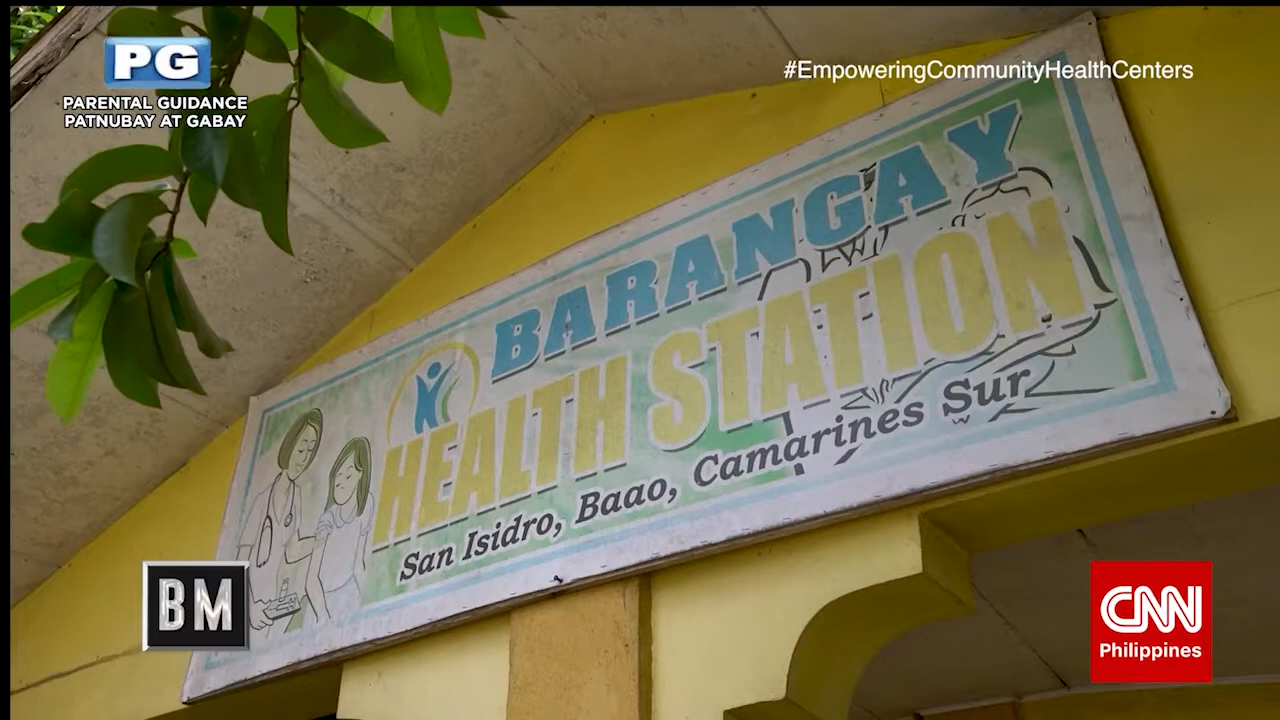 PG
PARENTAL GUIDANCE
PATNUBAY AT GABAY
#EmpoweringCommunityHealthCenters
BARANGAY
HEALTH STATION
San Isidro, Baao, Camarines Sur
BM
CNN
Philippines